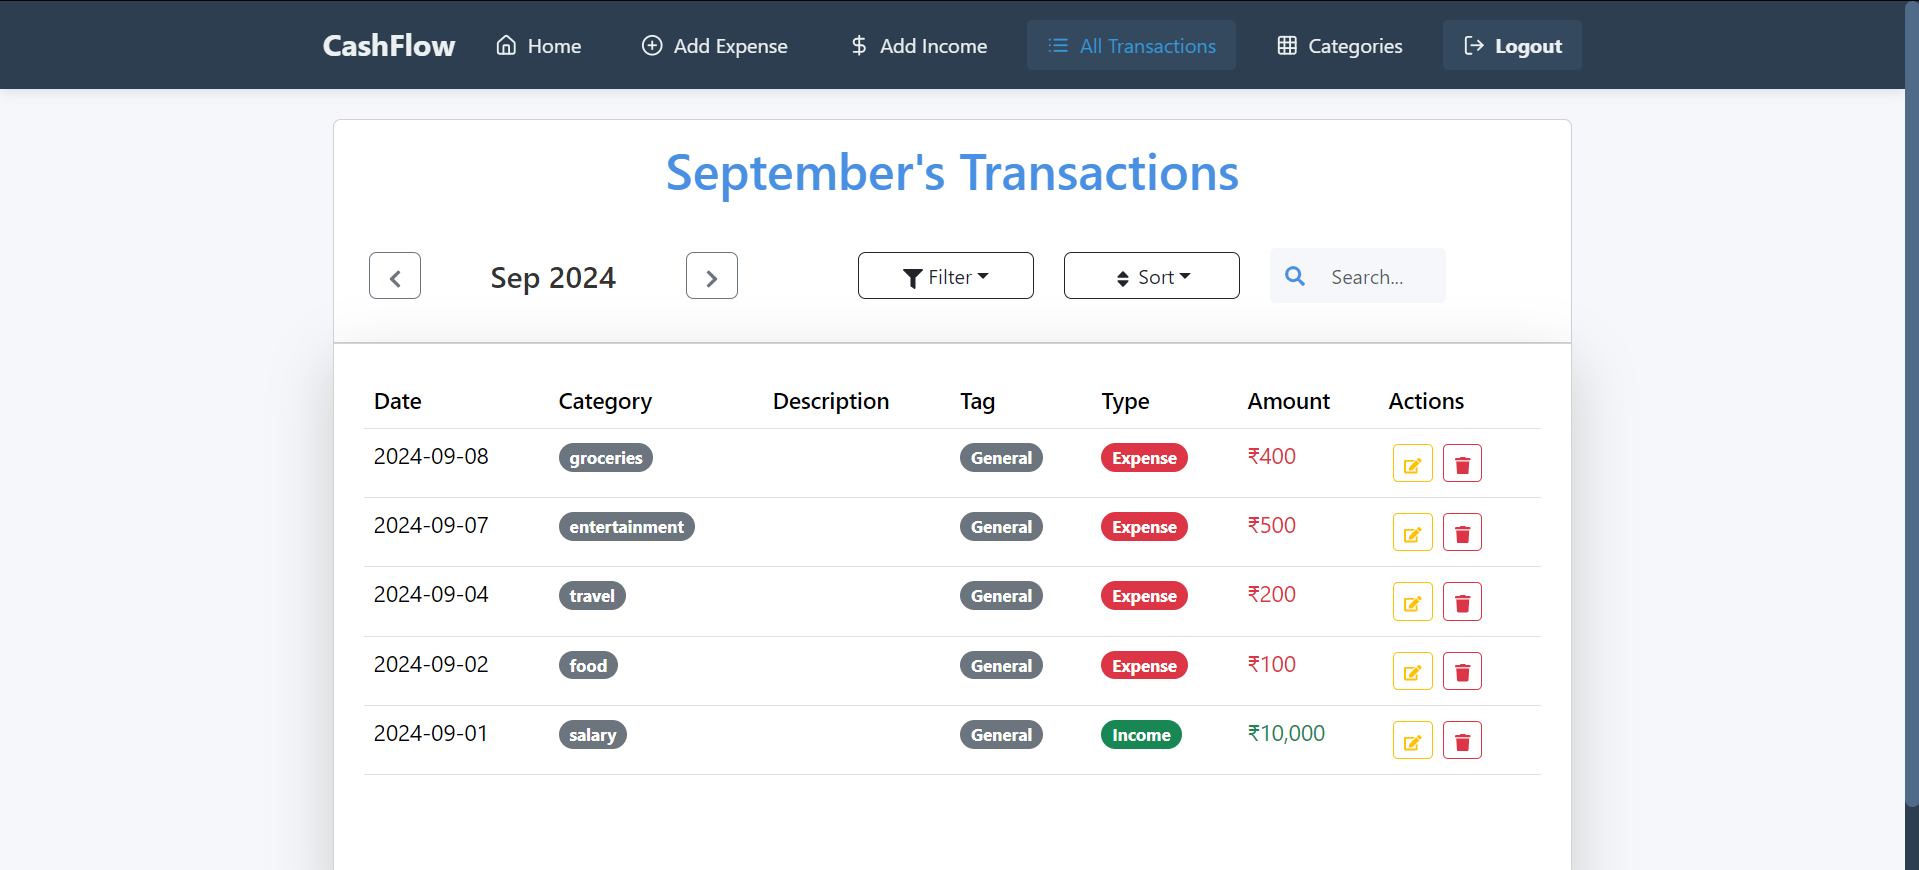 CashFlow Home Add Expense Add Income All Transactions Categories Logout
September's Transactions
Sep 2024 Filter Sort Search...
Date Category Description Tag Type Amount Actions
2024-09-08 groceries General Expense ₹400
2024-09-07 entertainment General Expense ₹500
2024-09-04 travel General Expense ₹200
2024-09-02 food General Expense ₹100
2024-09-01 salary General Income ₹10,000